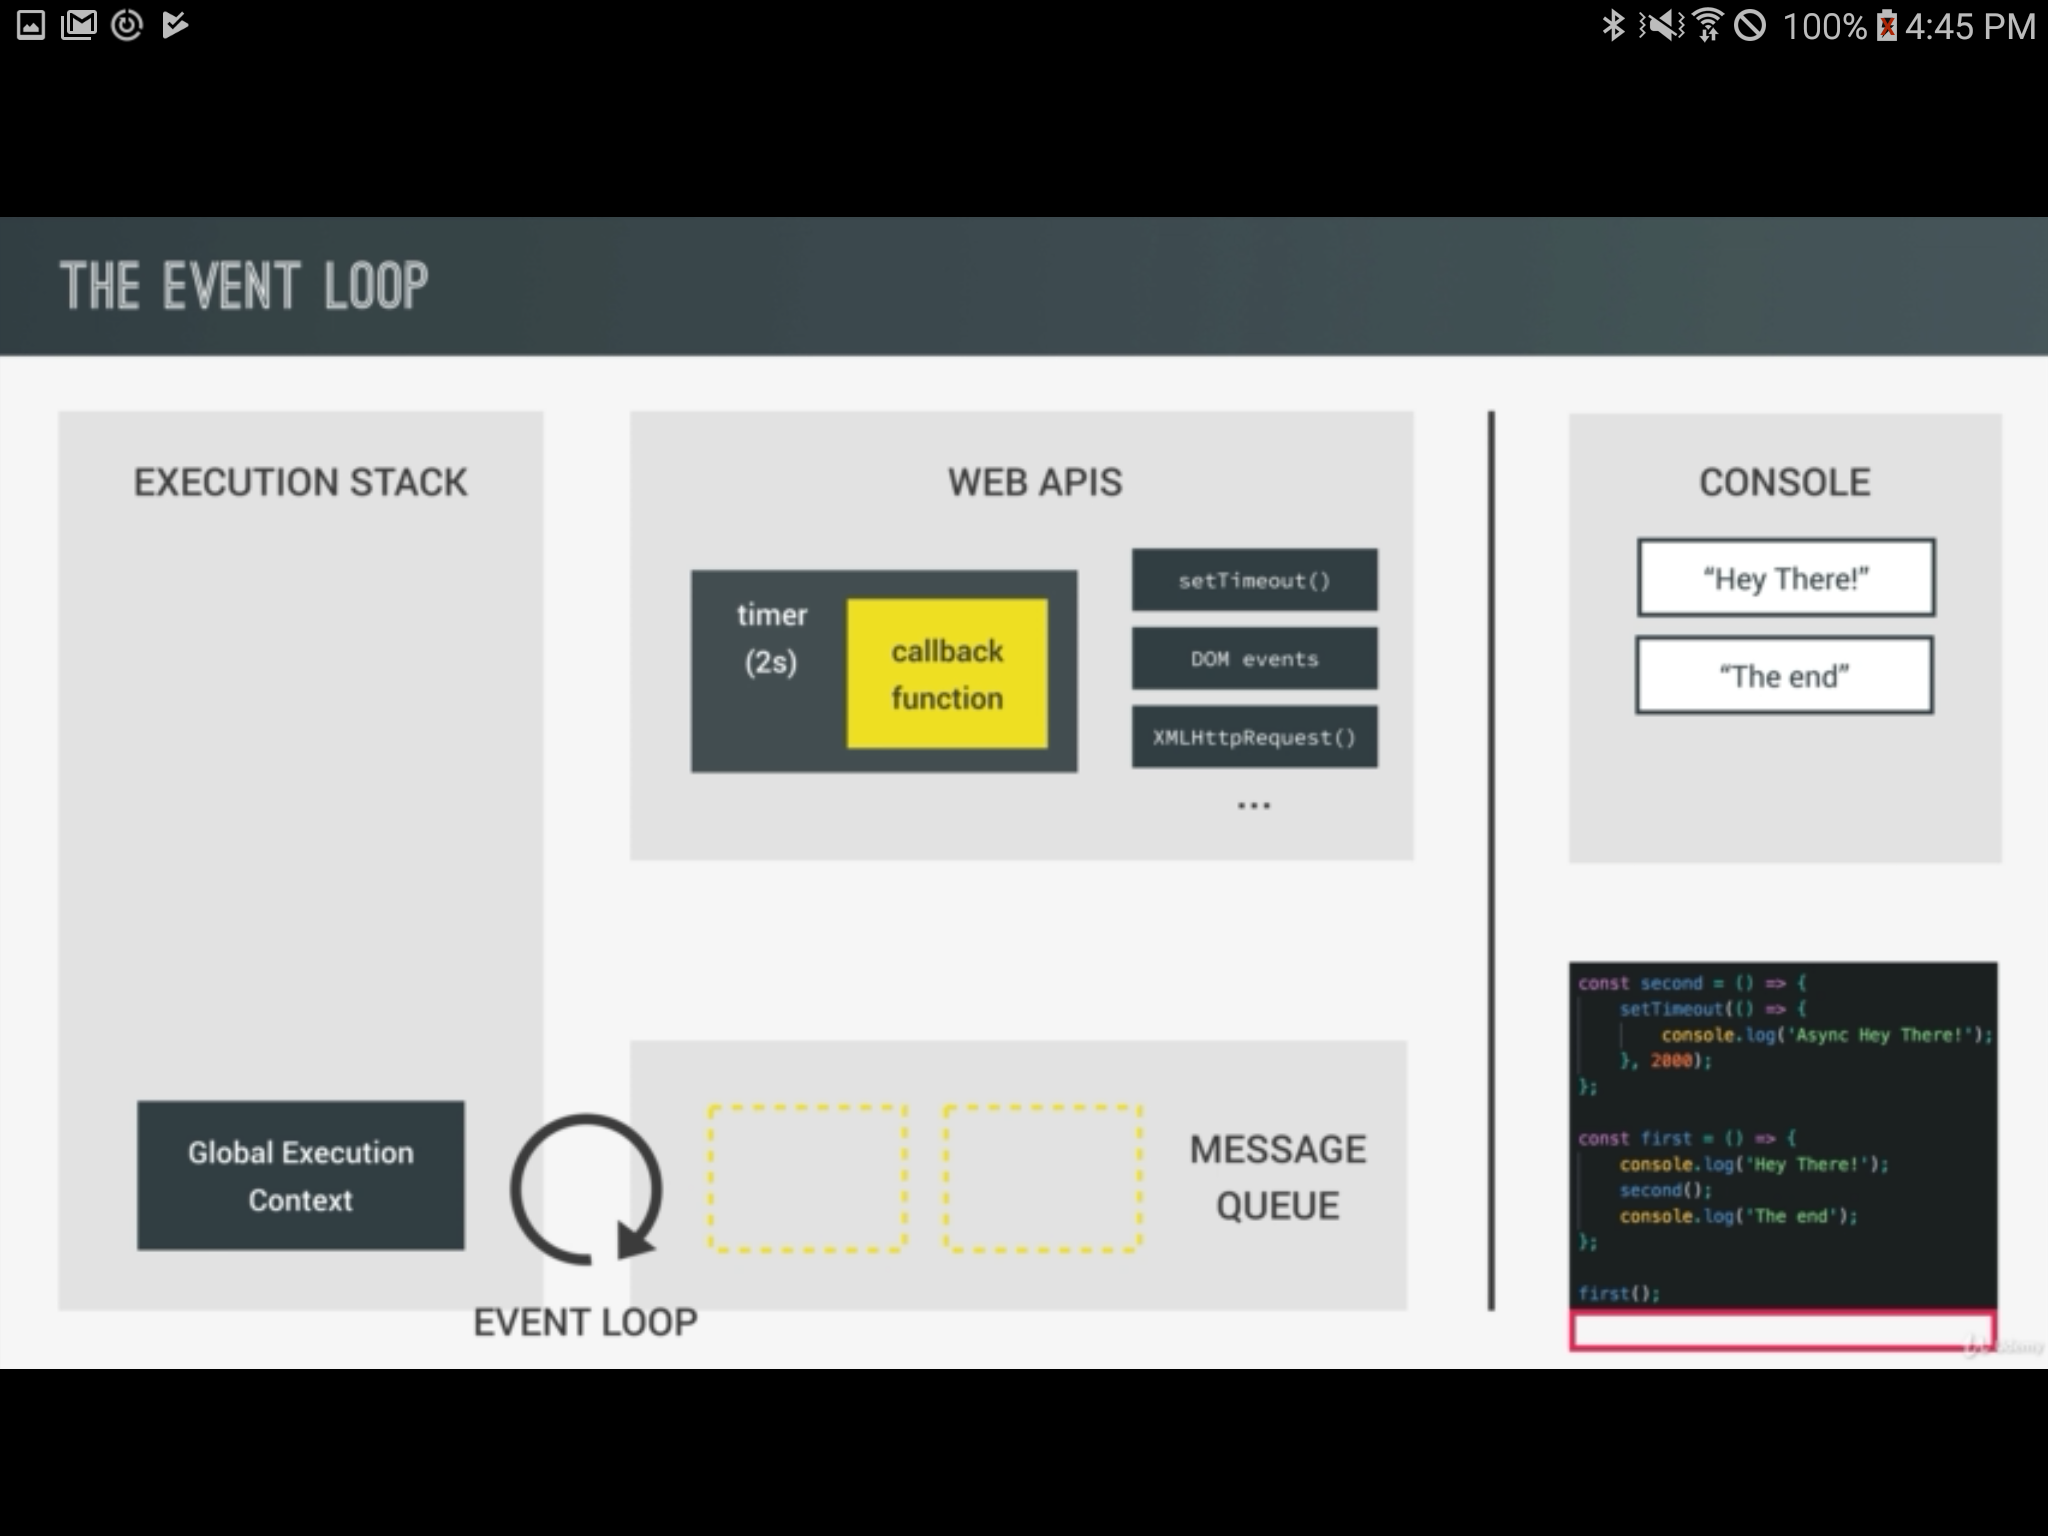 100% 4:45 PM
THE EVENT LOOP
EXECUTION STACK
Global Execution
Context
EVENT LOOP
WEB APIS
timer
(2s)
callback
function
setTimeout()
DOM events
XMLHttpRequest()
...
MESSAGE
QUEUE
CONSOLE
“Hey There!”
“The end”
const second = () => {
setTimeout(() => {
console.log('Async Hey There!');
}, 2000);
};
const first = () => {
console.log('Hey There!');
second();
console.log('The end');
};
first();
Udemy